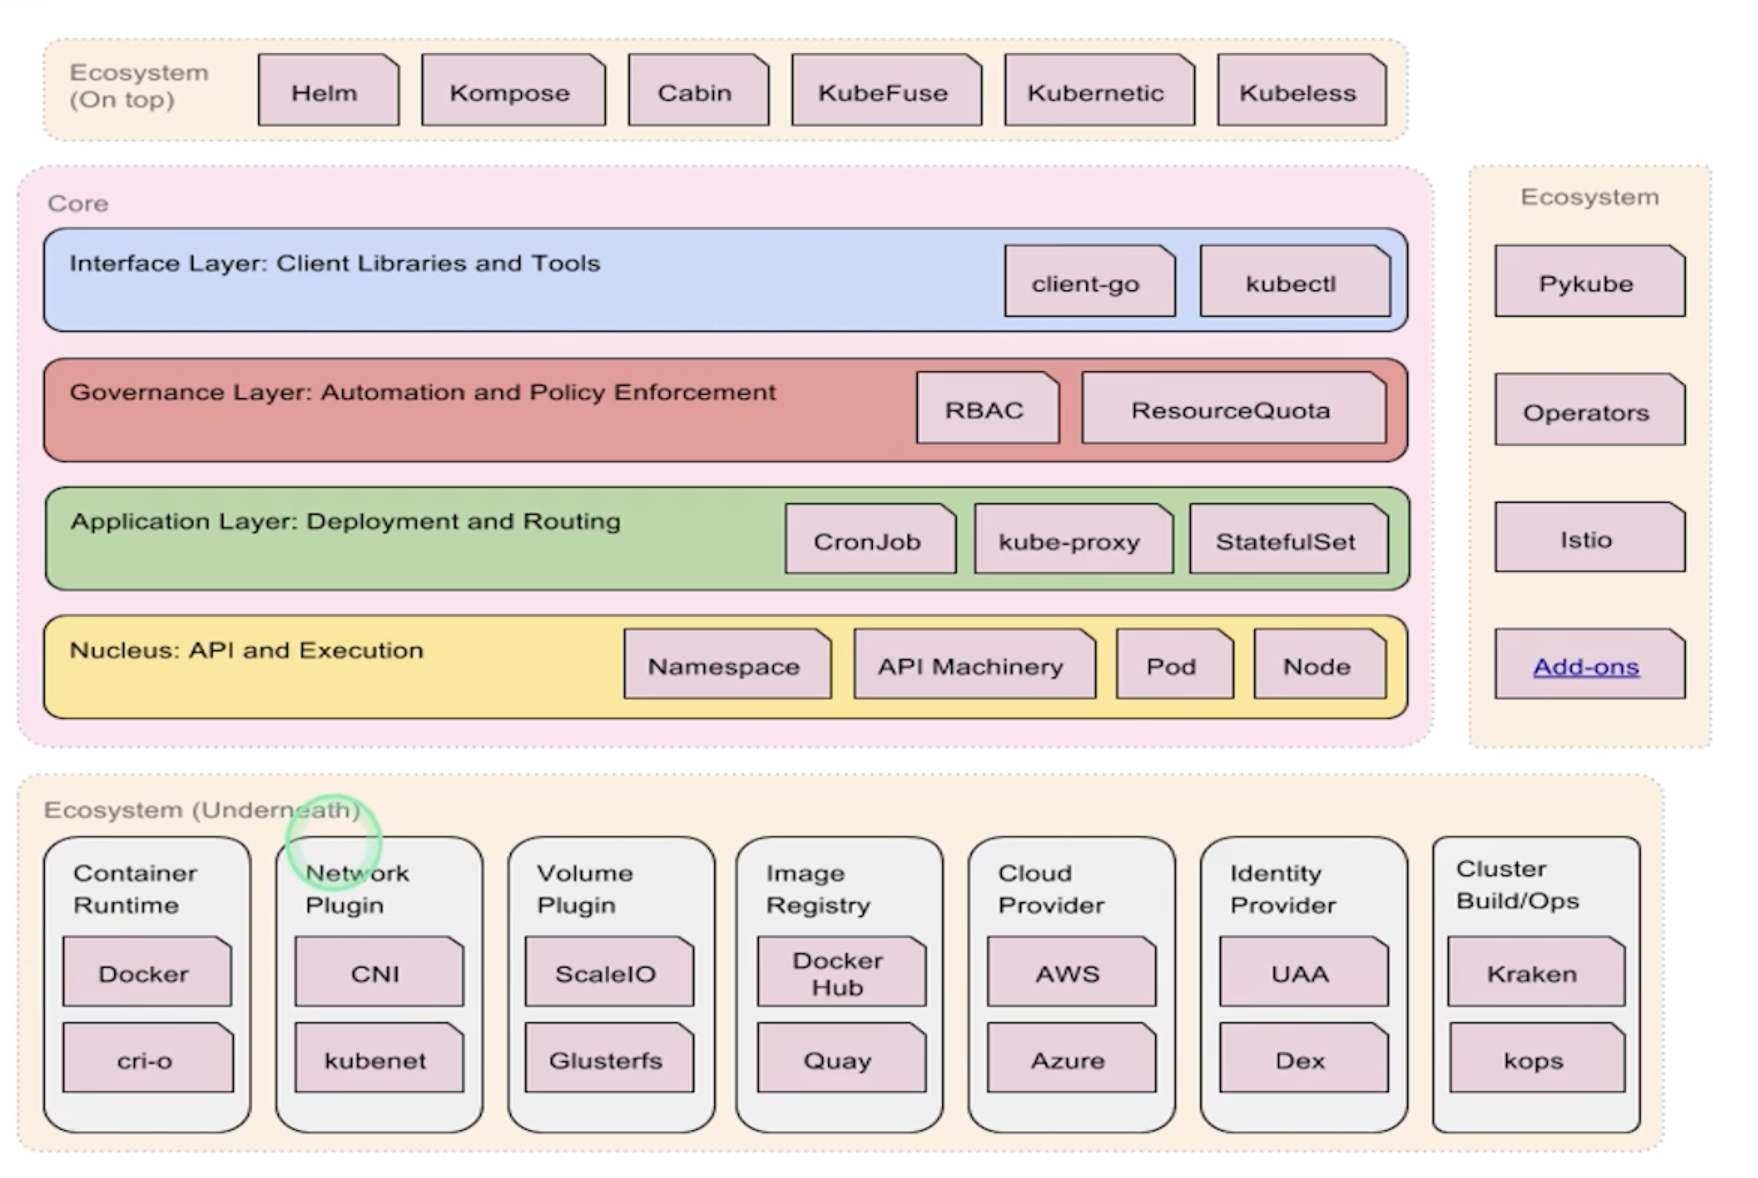 Ecosystem
(On top)
Helm
Kompose
Cabin
KubeFuse
Kubernetic
Kubeless
Core
Interface Layer: Client Libraries and Tools
client-go
kubectl
Governance Layer: Automation and Policy Enforcement
RBAC
ResourceQuota
Application Layer: Deployment and Routing
CronJob
kube-proxy
StatefulSet
Nucleus: API and Execution
Namespace
API Machinery
Pod
Node
Ecosystem
Pykube
Operators
Istio
Add-ons
Ecosystem (Underneath)
Container
Runtime
Docker
cri-o
Network
Plugin
CNI
kubenet
Volume
Plugin
ScaleIO
Glusterfs
Image
Registry
Docker
Hub
Quay
Cloud
Provider
AWS
Azure
Identity
Provider
UAA
Dex
Cluster
Build/Ops
Kraken
kops